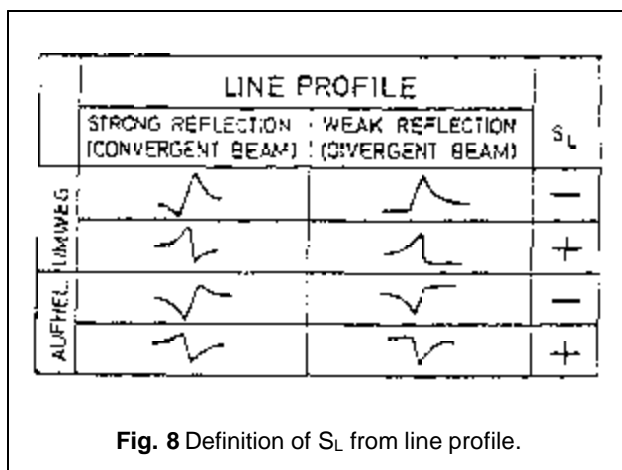 LINE PROFILE
STRONG REFLECTION WEAK REFLECTION SL
(CONVERGENT BEAM) (DIVERGENT BEAM)
UMWEG
−
+
AUFHEL.
−
+
Fig. 8 Definition of SL from line profile.